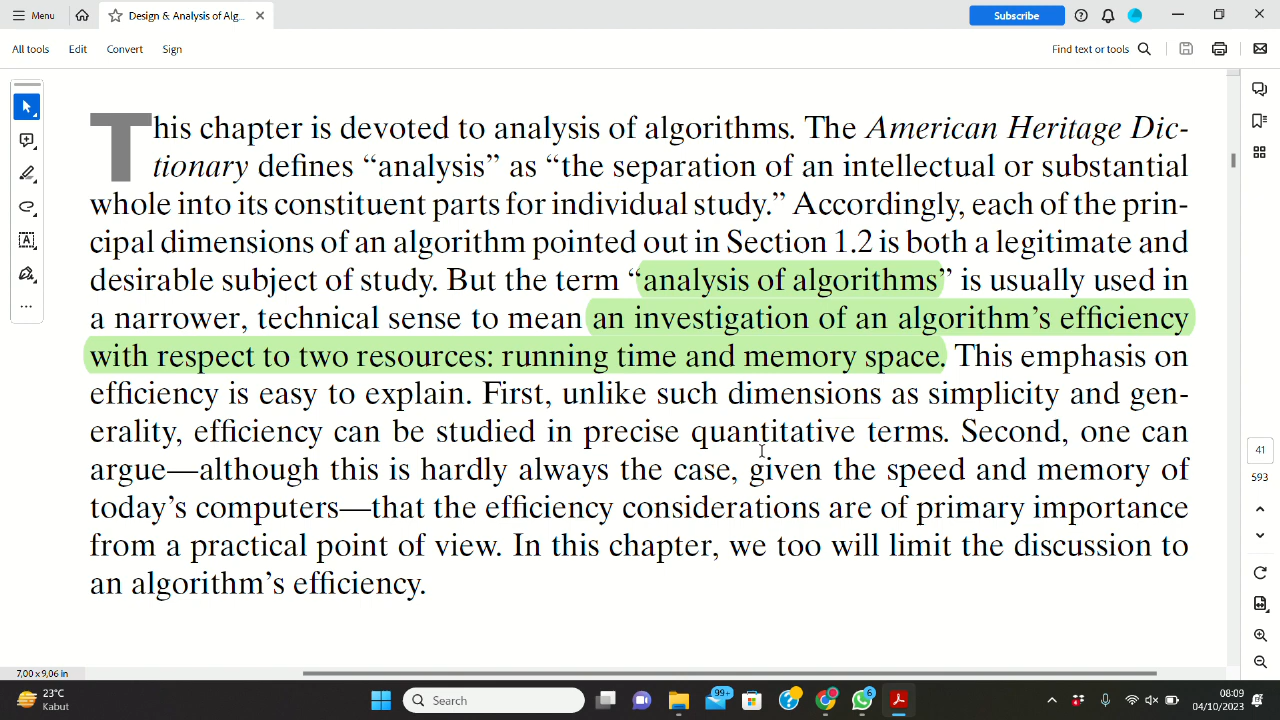 Menu
Design & Analysis of Alg...
Subscribe
All tools
Edit
Convert
Sign
Find text or tools
This chapter is devoted to analysis of algorithms. The American Heritage Dic-
tionary defines “analysis” as “the separation of an intellectual or substantial
whole into its constituent parts for individual study.” Accordingly, each of the prin-
cipal dimensions of an algorithm pointed out in Section 1.2 is both a legitimate and
desirable subject of study. But the term “analysis of algorithms” is usually used in
a narrower, technical sense to mean an investigation of an algorithm’s efficiency
with respect to two resources: running time and memory space. This emphasis on
efficiency is easy to explain. First, unlike such dimensions as simplicity and gen-
erality, efficiency can be studied in precise quantitative terms. Second, one can
argue—although this is hardly always the case, given the speed and memory of
today’s computers—that the efficiency considerations are of primary importance
from a practical point of view. In this chapter, we too will limit the discussion to
an algorithm’s efficiency.
41
593
7,00 x 9,06 in
23°C
Kabut
Search
99+
6
08:09
04/10/2023